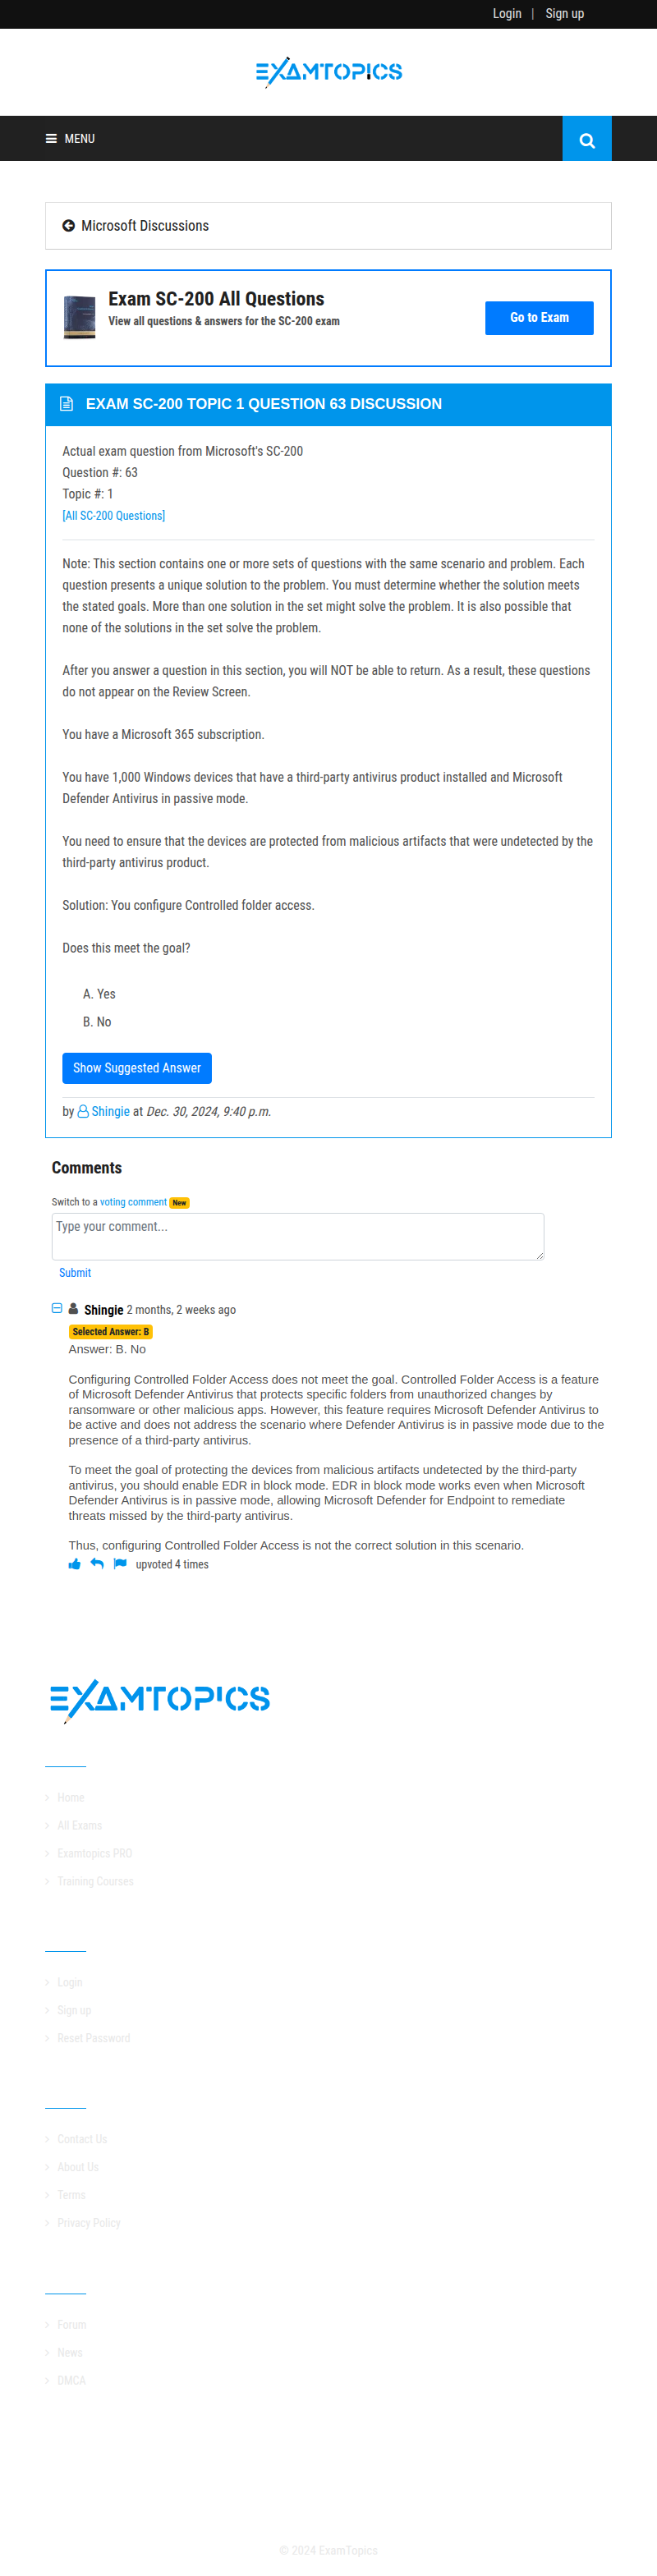 Login | Sign up
EXAMTOPICS
MENU
Microsoft Discussions
Exam SC-200 All Questions
View all questions & answers for the SC-200 exam
Go to Exam
EXAM SC-200 TOPIC 1 QUESTION 63 DISCUSSION
Actual exam question from Microsoft's SC-200
Question #: 63
Topic #: 1
[All SC-200 Questions]
Note: This section contains one or more sets of questions with the same scenario and problem. Each
question presents a unique solution to the problem. You must determine whether the solution meets
the stated goals. More than one solution in the set might solve the problem. It is also possible that
none of the solutions in the set solve the problem.
After you answer a question in this section, you will NOT be able to return. As a result, these questions
do not appear on the Review Screen.
You have a Microsoft 365 subscription.
You have 1,000 Windows devices that have a third-party antivirus product installed and Microsoft
Defender Antivirus in passive mode.
You need to ensure that the devices are protected from malicious artifacts that were undetected by the
third-party antivirus product.
Solution: You configure Controlled folder access.
Does this meet the goal?
A. Yes
B. No
Show Suggested Answer
by Shingie at Dec. 30, 2024, 9:40 p.m.
Comments
Switch to a voting comment New
Type your comment...
Submit
Shingie 2 months, 2 weeks ago
Selected Answer: B
Answer: B. No
Configuring Controlled Folder Access does not meet the goal. Controlled Folder Access is a feature
of Microsoft Defender Antivirus that protects specific folders from unauthorized changes by
ransomware or other malicious apps. However, this feature requires Microsoft Defender Antivirus to
be active and does not address the scenario where Defender Antivirus is in passive mode due to the
presence of a third-party antivirus.
To meet the goal of protecting the devices from malicious artifacts undetected by the third-party
antivirus, you should enable EDR in block mode. EDR in block mode works even when Microsoft
Defender Antivirus is in passive mode, allowing Microsoft Defender for Endpoint to remediate
threats missed by the third-party antivirus.
Thus, configuring Controlled Folder Access is not the correct solution in this scenario.
upvoted 4 times
EXAMTOPICS
Home
All Exams
Examtopics PRO
Training Courses
Login
Sign up
Reset Password
Contact Us
About Us
Terms
Privacy Policy
Forum
News
DMCA
© 2024 ExamTopics